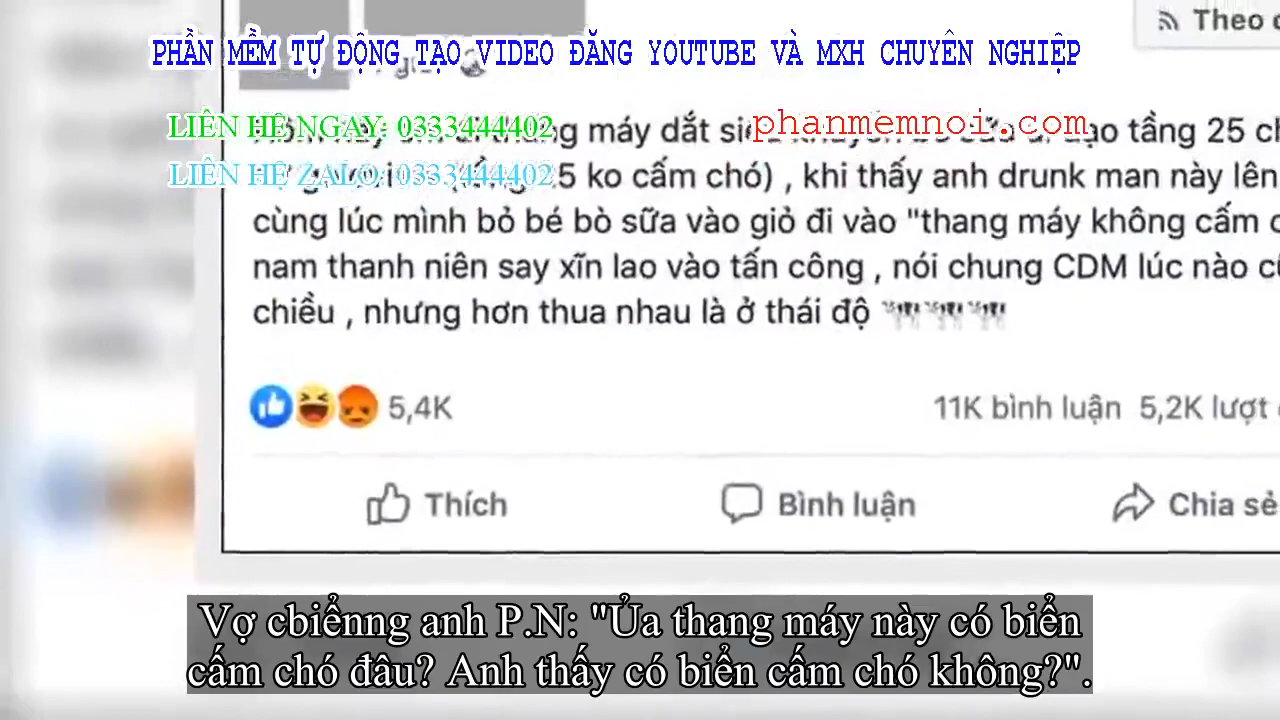 Theo
PHẦN MỀM TỰ ĐỘNG TẠO VIDEO ĐĂNG YOUTUBE VÀ MXH CHUYÊN NGHIỆP
LIÊN HỆ NGAY: 0333444402
phanmemnoi.com
máy dắt tầng 25
LIÊN HỆ ZALO: 0333444402
ko cấm chó) , khi thấy anh drunk man này lên
cùng lúc mình bỏ bé bò sữa vào giỏ đi vào "thang máy không cấm
nam thanh niên say xĩn lao vào tấn công , nói chung CDM lúc nào
chiều , nhưng hơn thua nhau là ở thái độ
5,4K
11K bình luận 5,2K lượt
Thích
Bình luận
Chia sẻ
Vợ cbiểnng anh P.N: "Ủa thang máy này có biển
cấm chó đâu? Anh thấy có biển cấm chó không?".